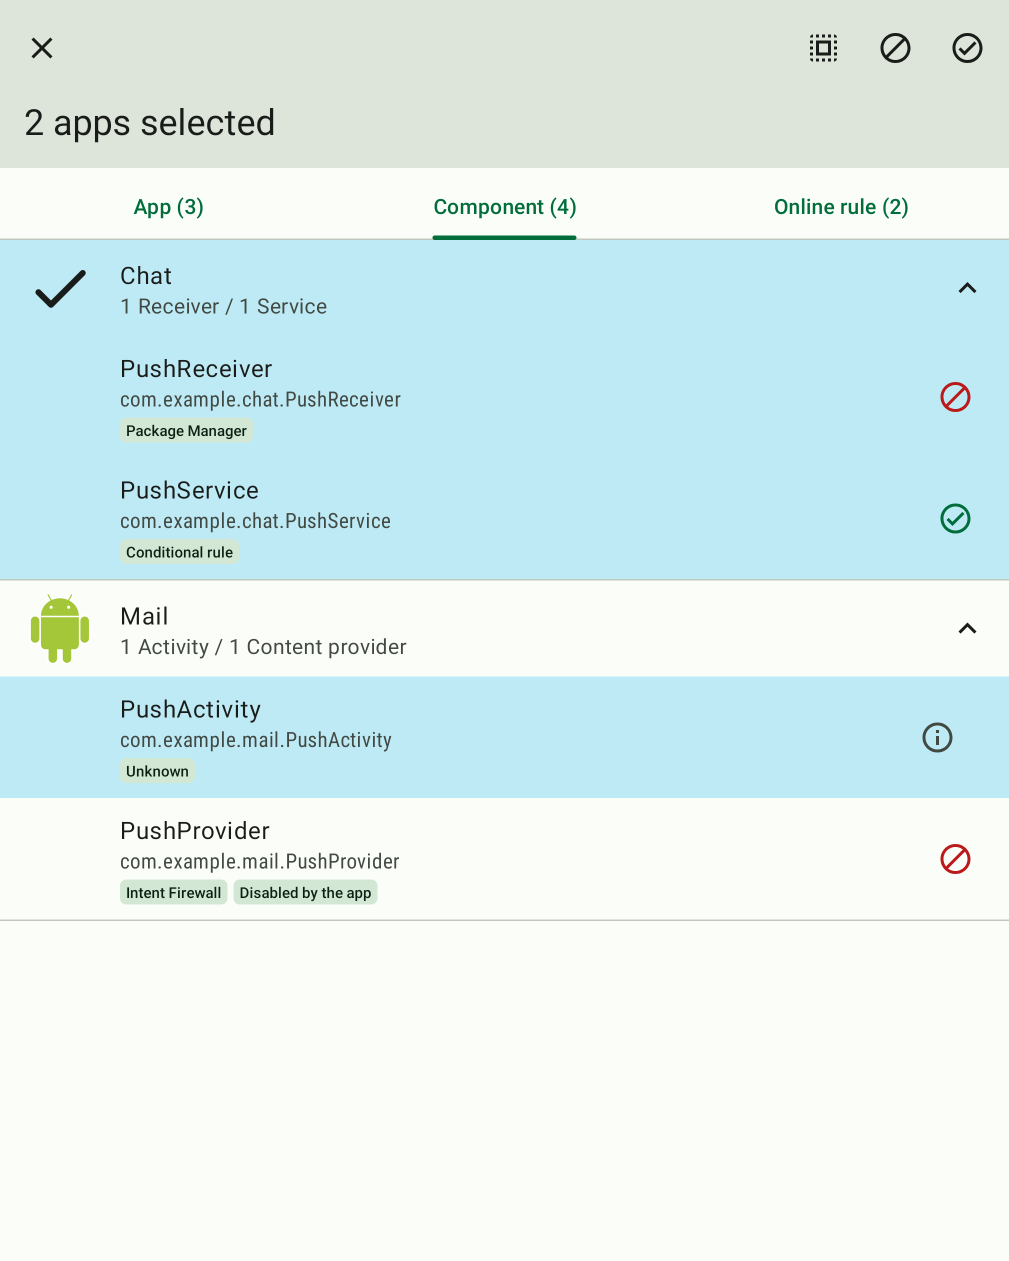 2 apps selected
App (3)
Component (4)
Online rule (2)
Chat
1 Receiver / 1 Service
PushReceiver
com.example.chat.PushReceiver
Package Manager
PushService
com.example.chat.PushService
Conditional rule
Mail
1 Activity / 1 Content provider
PushActivity
com.example.mail.PushActivity
Unknown
PushProvider
com.example.mail.PushProvider
Intent Firewall Disabled by the app